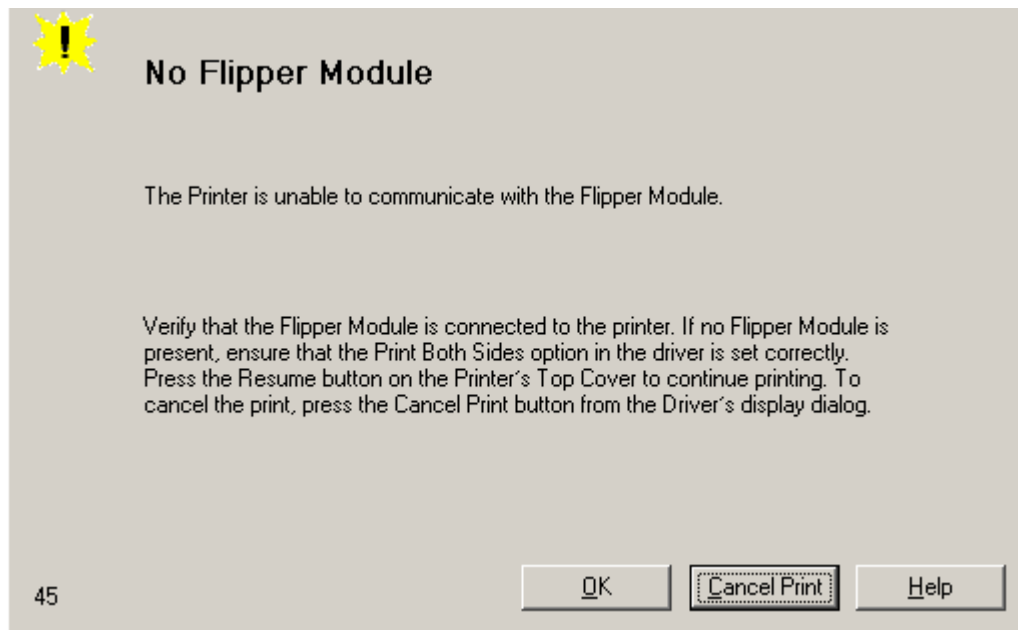 !
No Flipper Module
The Printer is unable to communicate with the Flipper Module.
Verify that the Flipper Module is connected to the printer. If no Flipper Module is
present, ensure that the Print Both Sides option in the driver is set correctly.
Press the Resume button on the Printer´s Top Cover to continue printing. To
cancel the print, press the Cancel Print button from the Driver´s display dialog.
45
OK
Cancel Print
Help